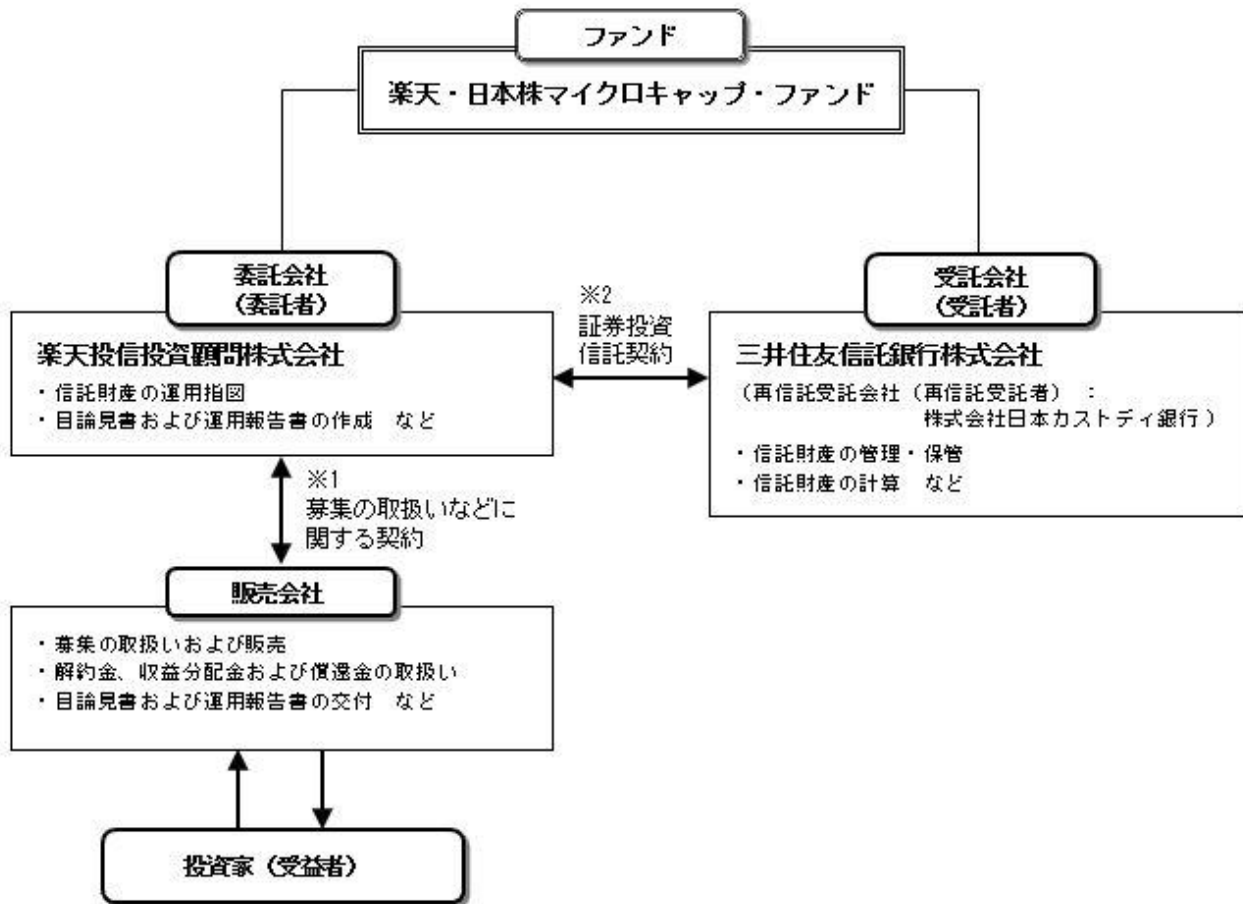 ファンド
楽天・日本株マイクロキャップ・ファンド
委託会社
（委託者）
楽天投信投資顧問株式会社
・信託財産の運用指図
・目論見書および運用報告書の作成　など
※2
証券投資
信託契約
受託会社
（受託者）
三井住友信託銀行株式会社
（再信託受託会社（再信託受託者）　：
株式会社日本カストディ銀行）
・信託財産の管理・保管
・信託財産の計算　など
※1
募集の取扱いなどに
関する契約
販売会社
・募集の取扱いおよび販売
・解約金、収益分配金および償還金の取扱い
・目論見書および運用報告書の交付　など
投資家（受益者）